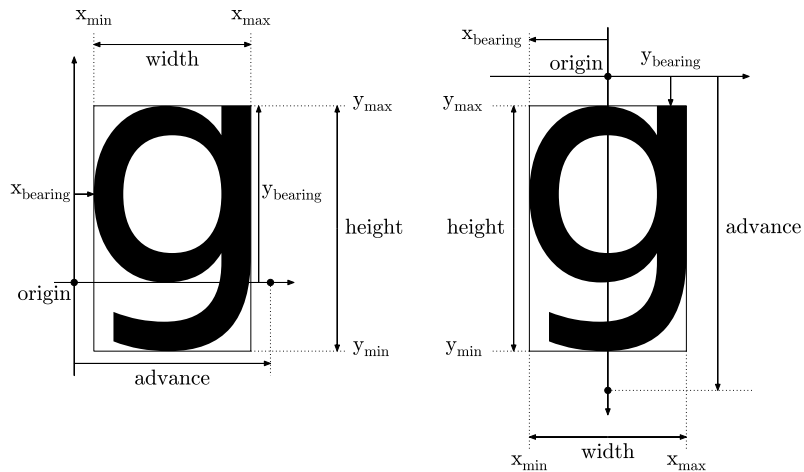 x_min x_max
width
y_max
x_bearing
y_bearing
height
origin
y_min
advance
g
x_bearing
origin
y_bearing
y_max
height
advance
y_min
width
x_min x_max
g